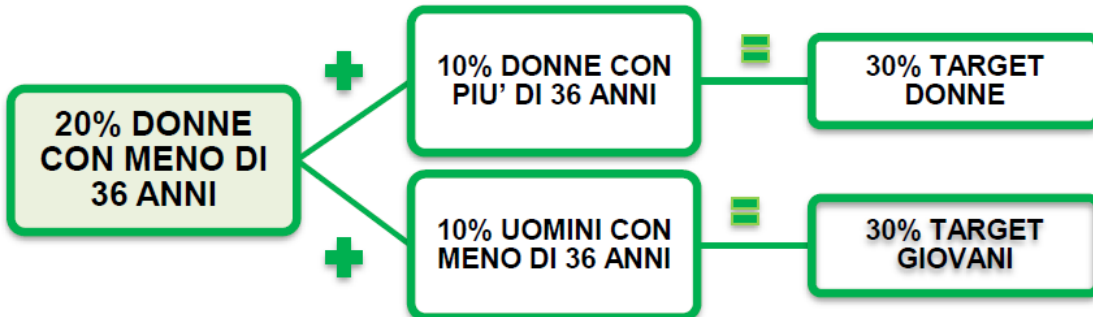 20% DONNE
CON MENO DI
36 ANNI
+
10% DONNE CON
PIU’ DI 36 ANNI
=
30% TARGET
DONNE
+
10% UOMINI CON
MENO DI 36 ANNI
=
30% TARGET
GIOVANI